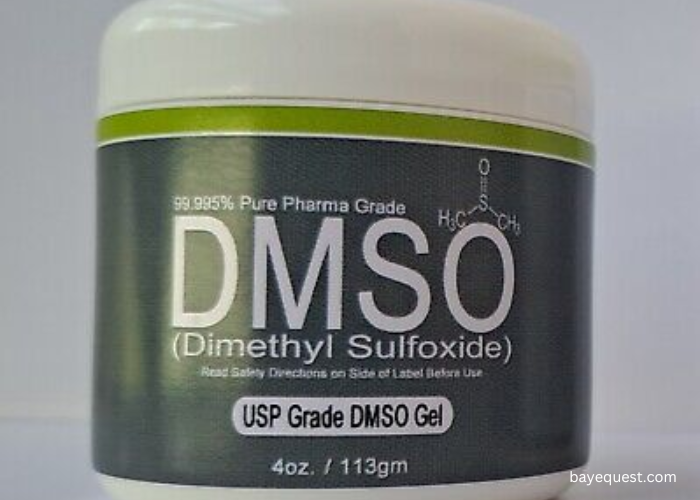 99.995% Pure Pharma Grade
O
S
H₃C CH₃
DMSO
(Dimethyl Sulfoxide)
Read Safety Directions on Side of Label Before Use
USP Grade DMSO Gel
4oz. / 113gm
bayequest.com